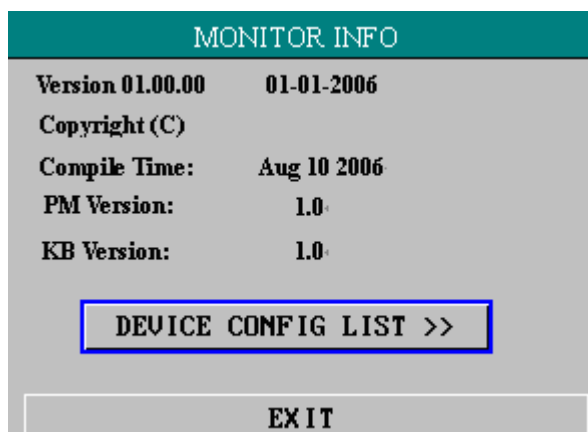 MONITOR INFO
Version 01.00.00 01-01-2006
Copyright (C)
Compile Time: Aug 10 2006
PM Version: 1.0
KB Version: 1.0
DEVICE CONFIG LIST >>
EXIT